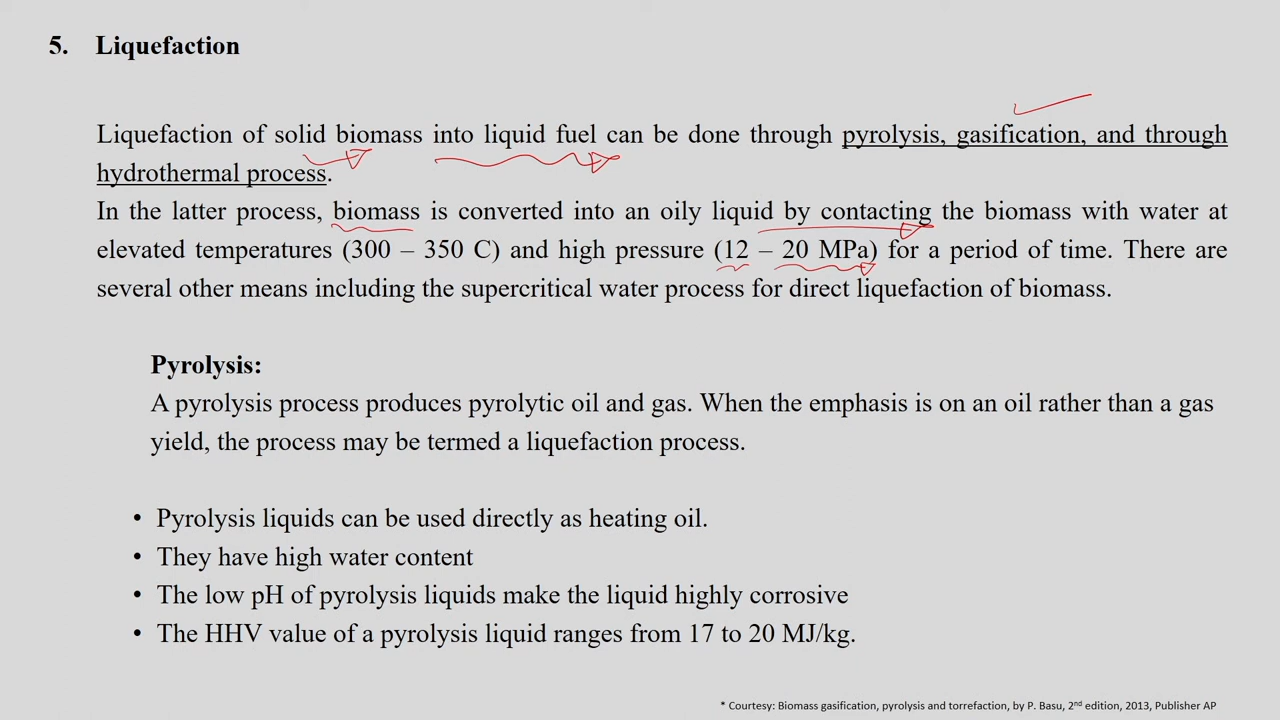 5. Liquefaction
Liquefaction of solid biomass into liquid fuel can be done through pyrolysis, gasification, and through
hydrothermal process.
In the latter process, biomass is converted into an oily liquid by contacting the biomass with water at
elevated temperatures (300 – 350 C) and high pressure (12 – 20 MPa) for a period of time. There are
several other means including the supercritical water process for direct liquefaction of biomass.
Pyrolysis:
A pyrolysis process produces pyrolytic oil and gas. When the emphasis is on an oil rather than a gas
yield, the process may be termed a liquefaction process.
• Pyrolysis liquids can be used directly as heating oil.
• They have high water content
• The low pH of pyrolysis liquids make the liquid highly corrosive
• The HHV value of a pyrolysis liquid ranges from 17 to 20 MJ/kg.
* Courtesy: Biomass gasification, pyrolysis and torrefaction, by P. Basu, 2nd edition, 2013, Publisher AP